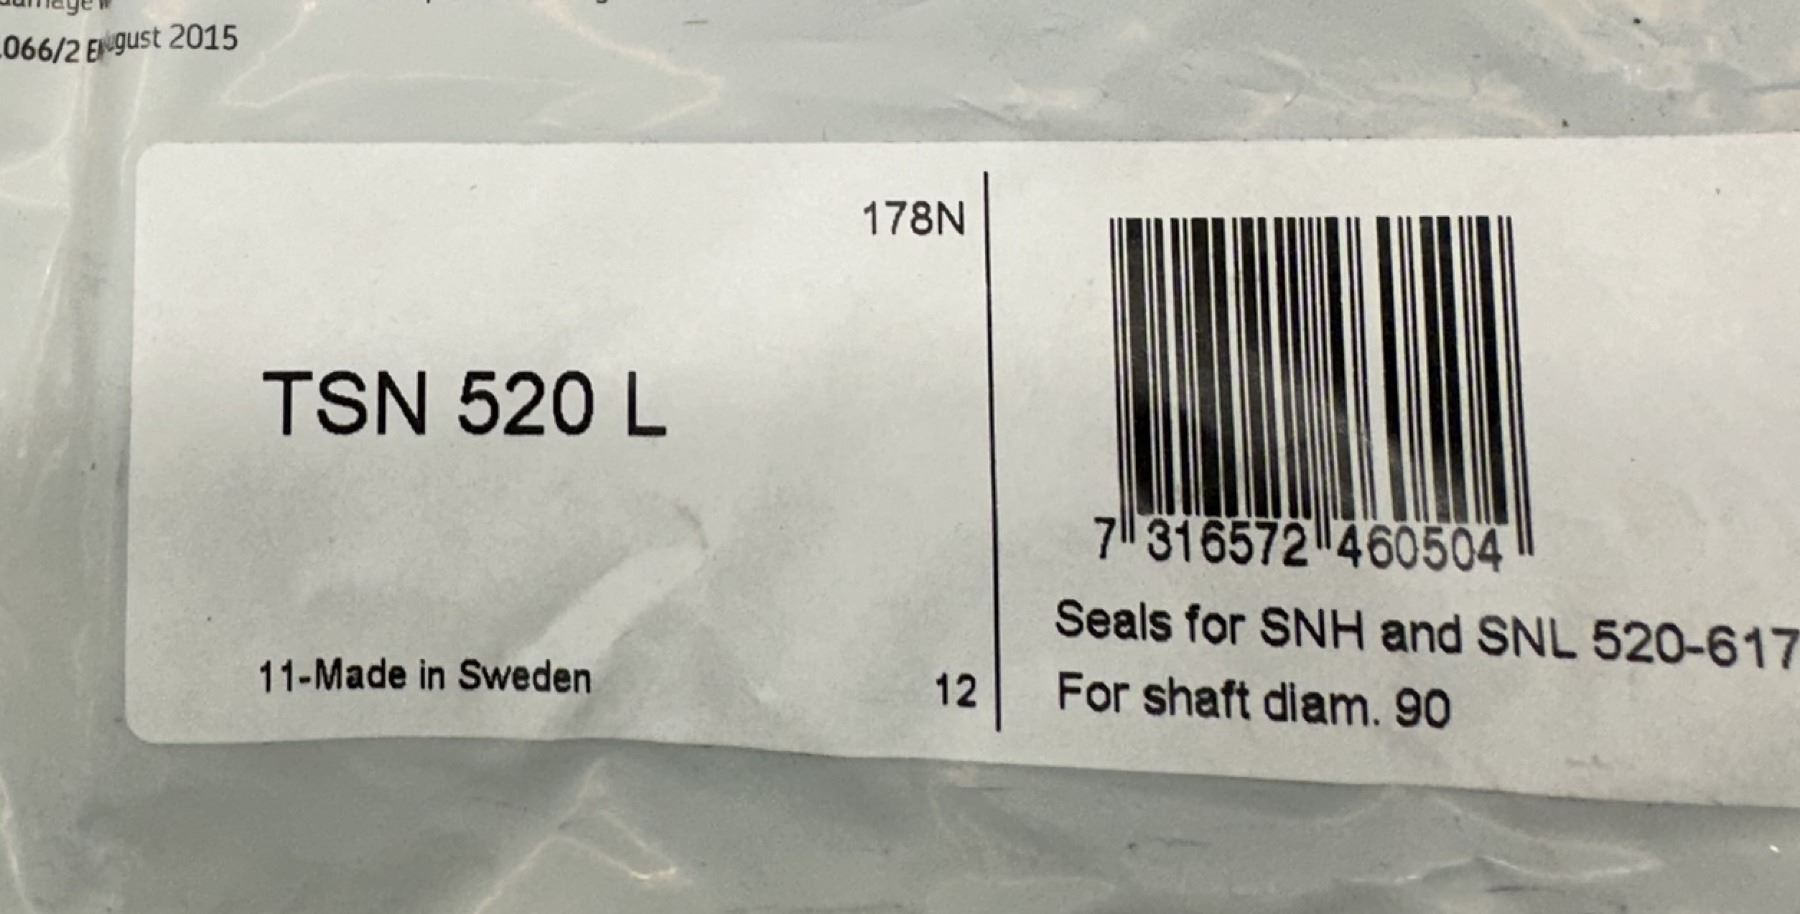 066/2 E
gust 2015
178N
TSN 520 L
11-Made in Sweden
12
7 316572 460504
Seals for SNH and SNL 520-617
For shaft diam. 90